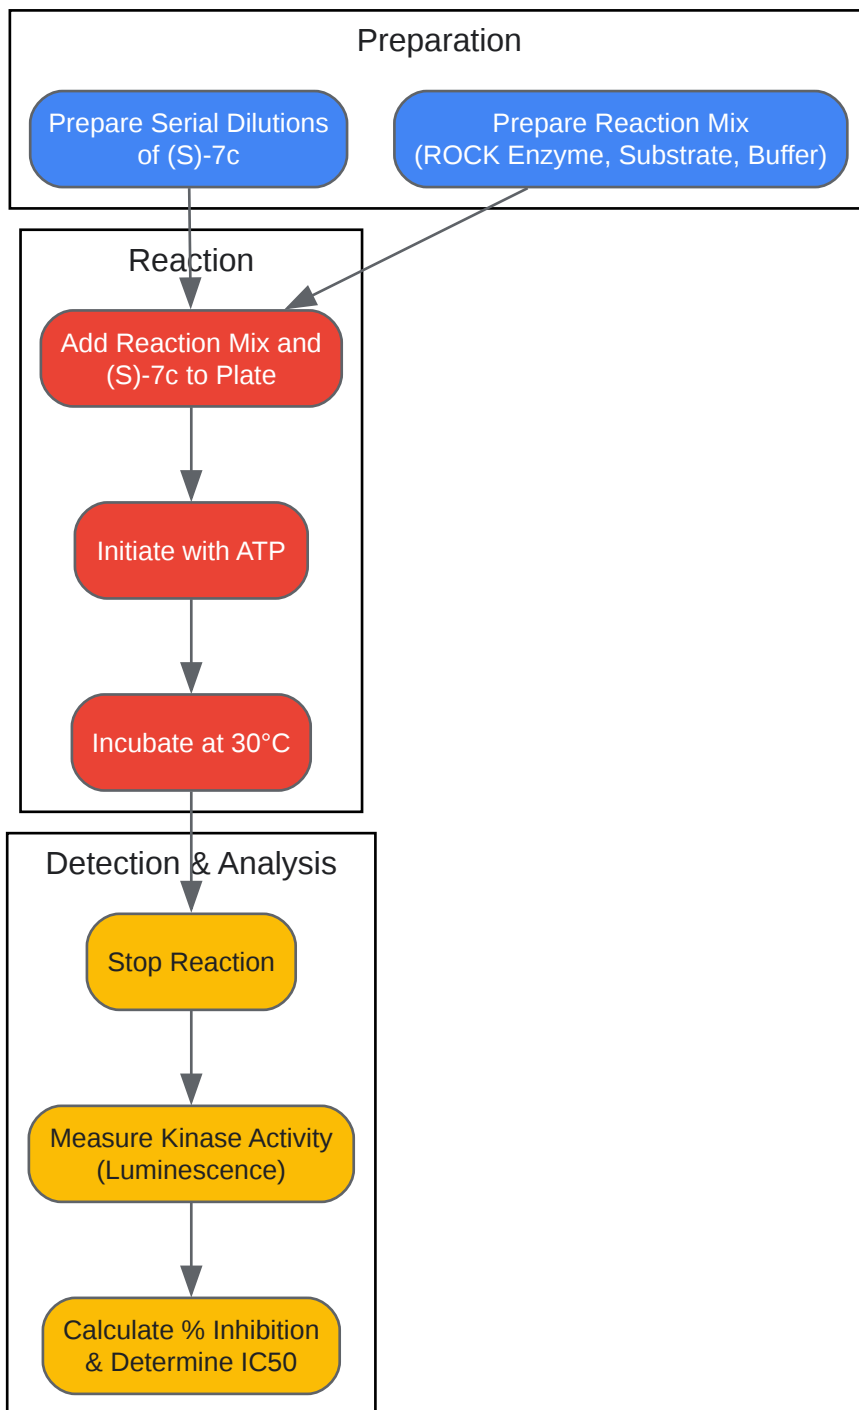 Preparation
Prepare Serial Dilutions
of (S)-7c
Prepare Reaction Mix
(ROCK Enzyme, Substrate, Buffer)
Reaction
Add Reaction Mix and
(S)-7c to Plate
Initiate with ATP
Incubate at 30°C
Detection & Analysis
Stop Reaction
Measure Kinase Activity
(Luminescence)
Calculate % Inhibition
& Determine IC50